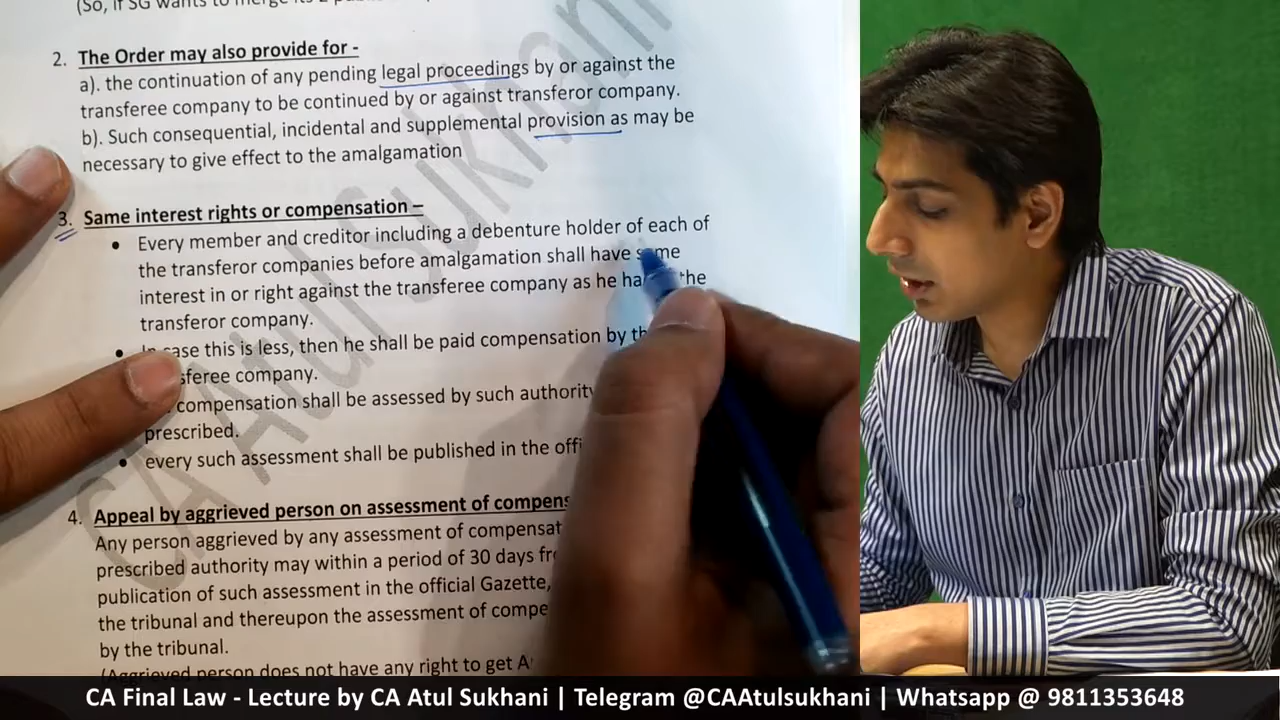 (So, if SG wants to merge its 2 public
2. The Order may also provide for -
a). the continuation of any pending legal proceedings by or against the
transferee company to be continued by or against transferor company.
b). Such consequential, incidental and supplemental provision as may be
necessary to give effect to the amalgamation
3. Same interest rights or compensation –
• Every member and creditor including a debenture holder of each of
the transferor companies before amalgamation shall have same
interest in or right against the transferee company as he had the
transferor company.
• In case this is less, then he shall be paid compensation by
sferee company.
compensation shall be assessed by such authority
prescribed.
• every such assessment shall be published in the offi
4. Appeal by aggrieved person on assessment of compens
Any person aggrieved by any assessment of compensat
prescribed authority may within a period of 30 days
publication of such assessment in the official Gazette,
the tribunal and thereupon the assessment of compe
by the tribunal.
(Aggrieved person does not have any right to get
CA Atul Sukhani
CA Final Law - Lecture by CA Atul Sukhani | Telegram @CAAtulsukhani | Whatsapp @ 9811353648